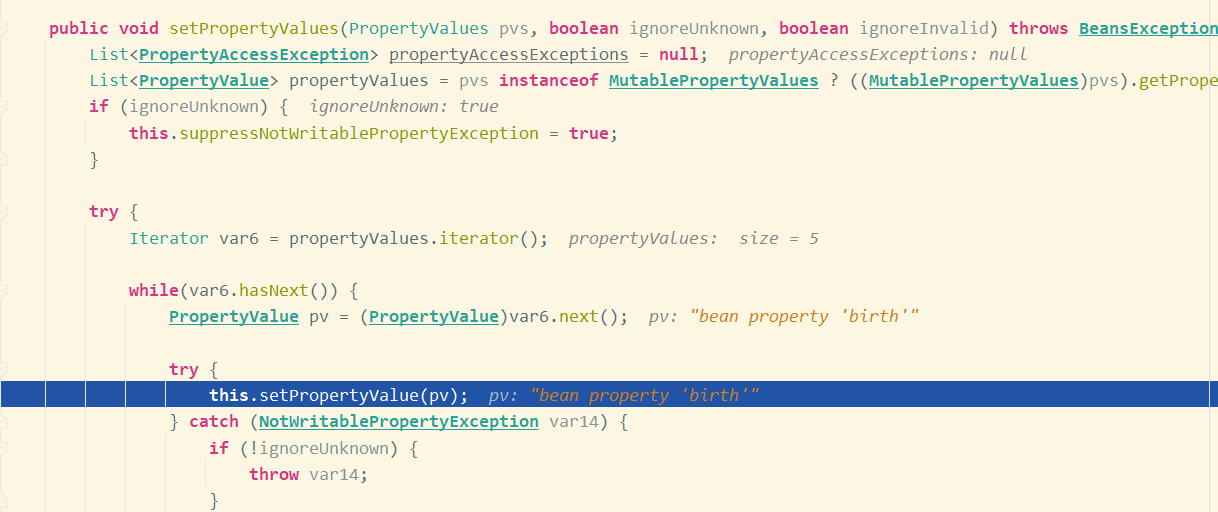 public void setPropertyValues(PropertyValues pvs, boolean ignoreUnknown, boolean ignoreInvalid) throws BeansException
List<PropertyAccessException> propertyAccessExceptions = null;  propertyAccessExceptions: null
List<PropertyValue> propertyValues = pvs instanceof MutablePropertyValues ? ((MutablePropertyValues)pvs).getPrope
if (ignoreUnknown) {  ignoreUnknown: true
this.suppressNotWritablePropertyException = true;
}
try {
Iterator var6 = propertyValues.iterator();  propertyValues:  size = 5
while(var6.hasNext()) {
PropertyValue pv = (PropertyValue)var6.next();  pv: "bean property 'birth'"
try {
this.setPropertyValue(pv);  pv: "bean property 'birth'"
} catch (NotWritablePropertyException var14) {
if (!ignoreUnknown) {
throw var14;
}